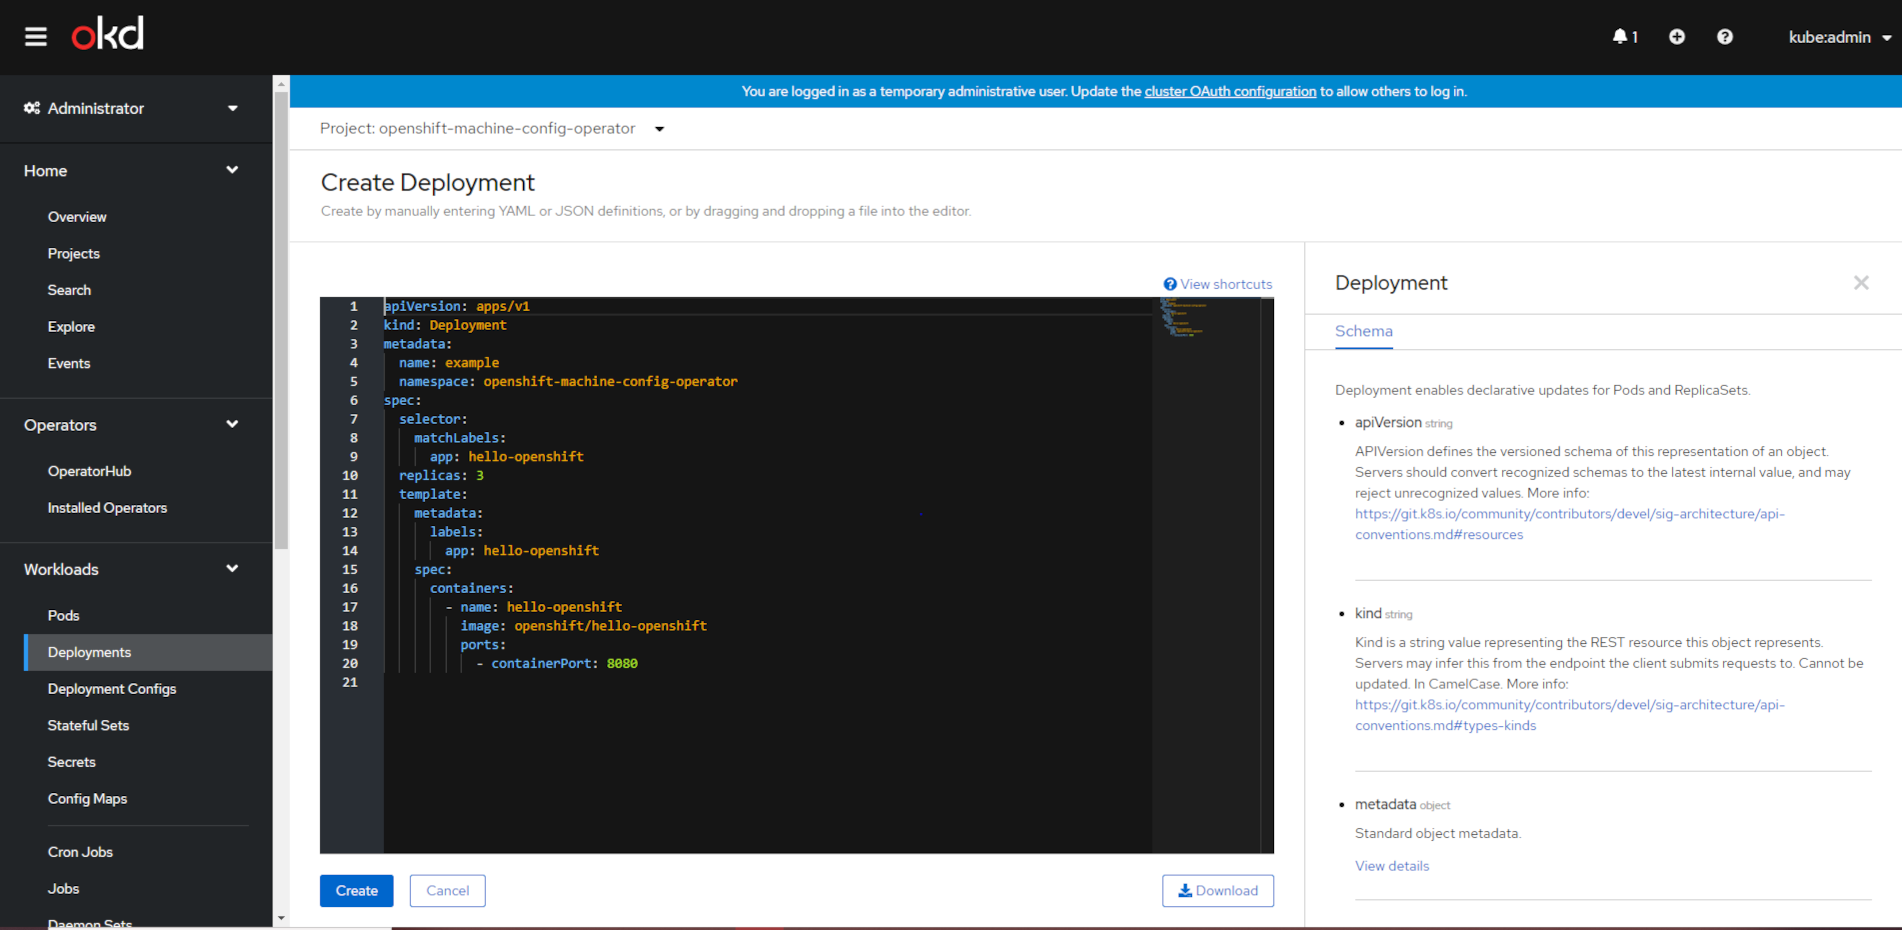 okd
1
kube:admin
Administrator
You are logged in as a temporary administrative user. Update the cluster OAuth configuration to allow others to log in.
Project: openshift-machine-config-operator
Home
Overview
Projects
Search
Explore
Events
Operators
OperatorHub
Installed Operators
Workloads
Pods
Deployments
Deployment Configs
Stateful Sets
Secrets
Config Maps
Cron Jobs
Jobs
Daemon Sets
Create Deployment
Create by manually entering YAML or JSON definitions, or by dragging and dropping a file into the editor.
View shortcuts
1 apiVersion: apps/v1
2 kind: Deployment
3 metadata:
4 name: example
5 namespace: openshift-machine-config-operator
6 spec:
7 selector:
8 matchLabels:
9 app: hello-openshift
10 replicas: 3
11 template:
12 metadata:
13 labels:
14 app: hello-openshift
15 spec:
16 containers:
17 - name: hello-openshift
18 image: openshift/hello-openshift
19 ports:
20 - containerPort: 8080
21
Create
Cancel
Download
Deployment
Schema
Deployment enables declarative updates for Pods and ReplicaSets.
apiVersion string
APIVersion defines the versioned schema of this representation of an object.
Servers should convert recognized schemas to the latest internal value, and may
reject unrecognized values. More info:
https://git.k8s.io/community/contributors/devel/sig-architecture/api-
conventions.md#resources
kind string
Kind is a string value representing the REST resource this object represents.
Servers may infer this from the endpoint the client submits requests to. Cannot be
updated. In CamelCase. More info:
https://git.k8s.io/community/contributors/devel/sig-architecture/api-
conventions.md#types-kinds
metadata object
Standard object metadata.
View details